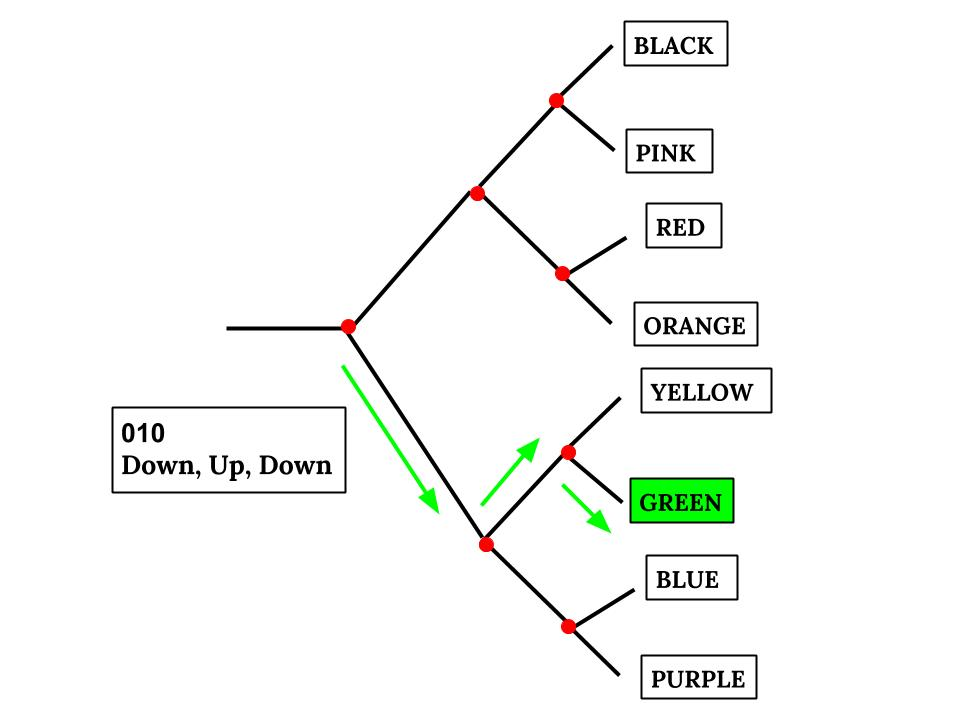 BLACK
PINK
RED
ORANGE
YELLOW
010
Down, Up, Down
GREEN
BLUE
PURPLE